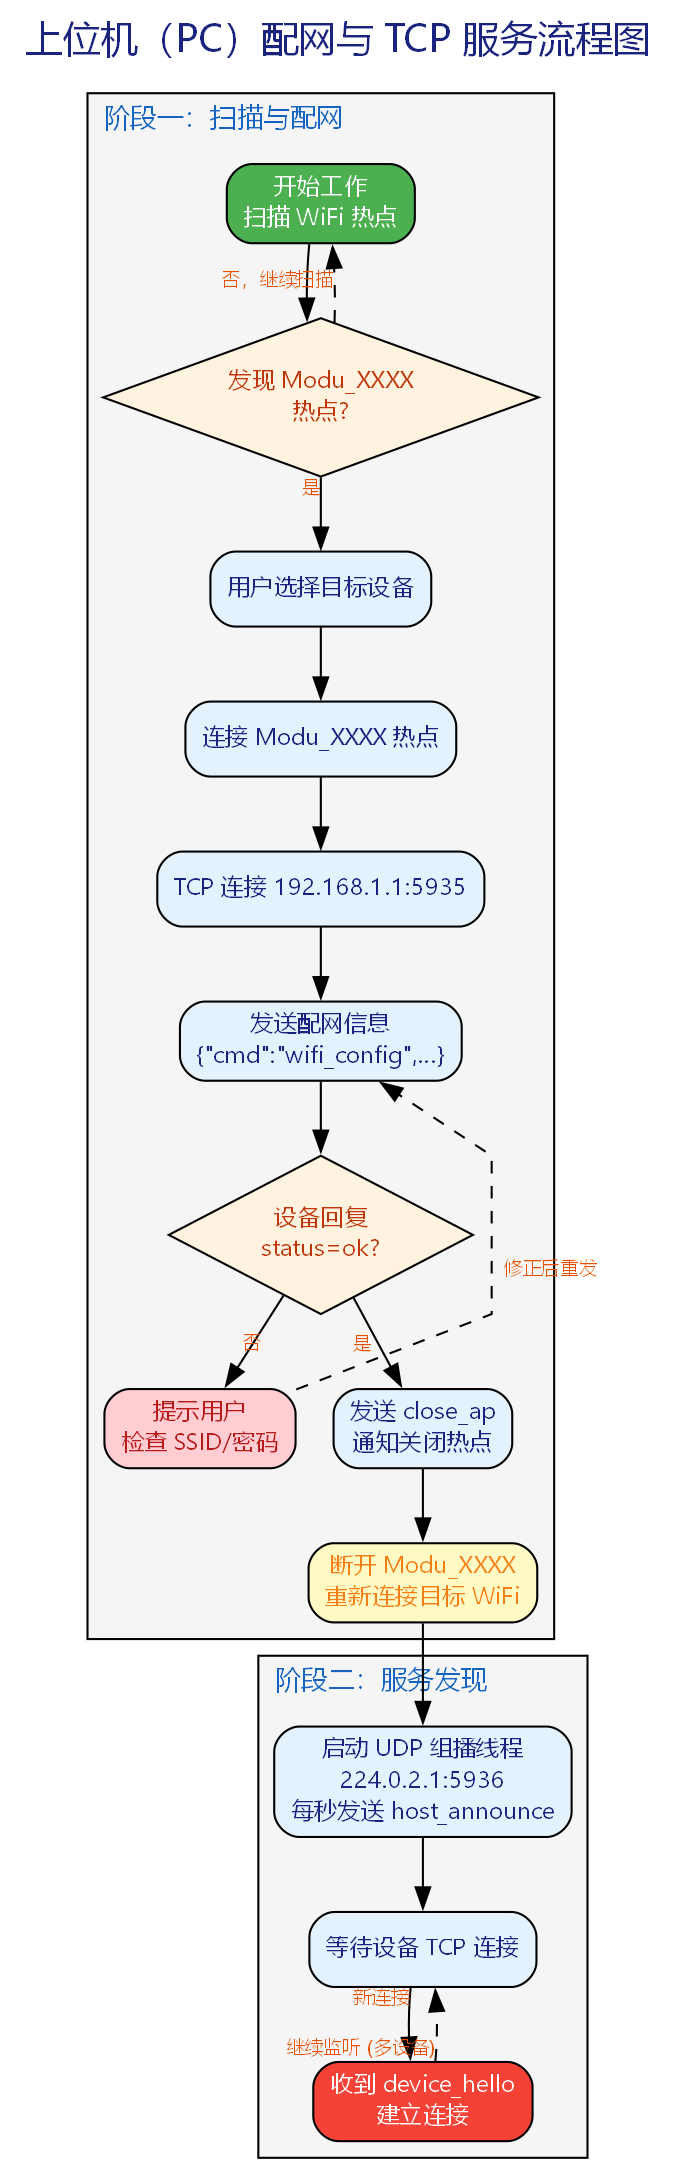 上位机（PC）配网与 TCP 服务流程图
阶段一：扫描与配网
开始工作
扫描 WiFi 热点
否，继续扫描
发现 Modu_XXXX
热点?
是
用户选择目标设备
连接 Modu_XXXX 热点
TCP 连接 192.168.1.1:5935
发送配网信息
{"cmd":"wifi_config",...}
设备回复
status=ok?
修正后重发
否
是
提示用户
检查 SSID/密码
发送 close_ap
通知关闭热点
断开 Modu_XXXX
重新连接目标 WiFi
阶段二：服务发现
启动 UDP 组播线程
224.0.2.1:5936
每秒发送 host_announce
等待设备 TCP 连接
新连接
继续监听 (多设备)
收到 device_hello
建立连接